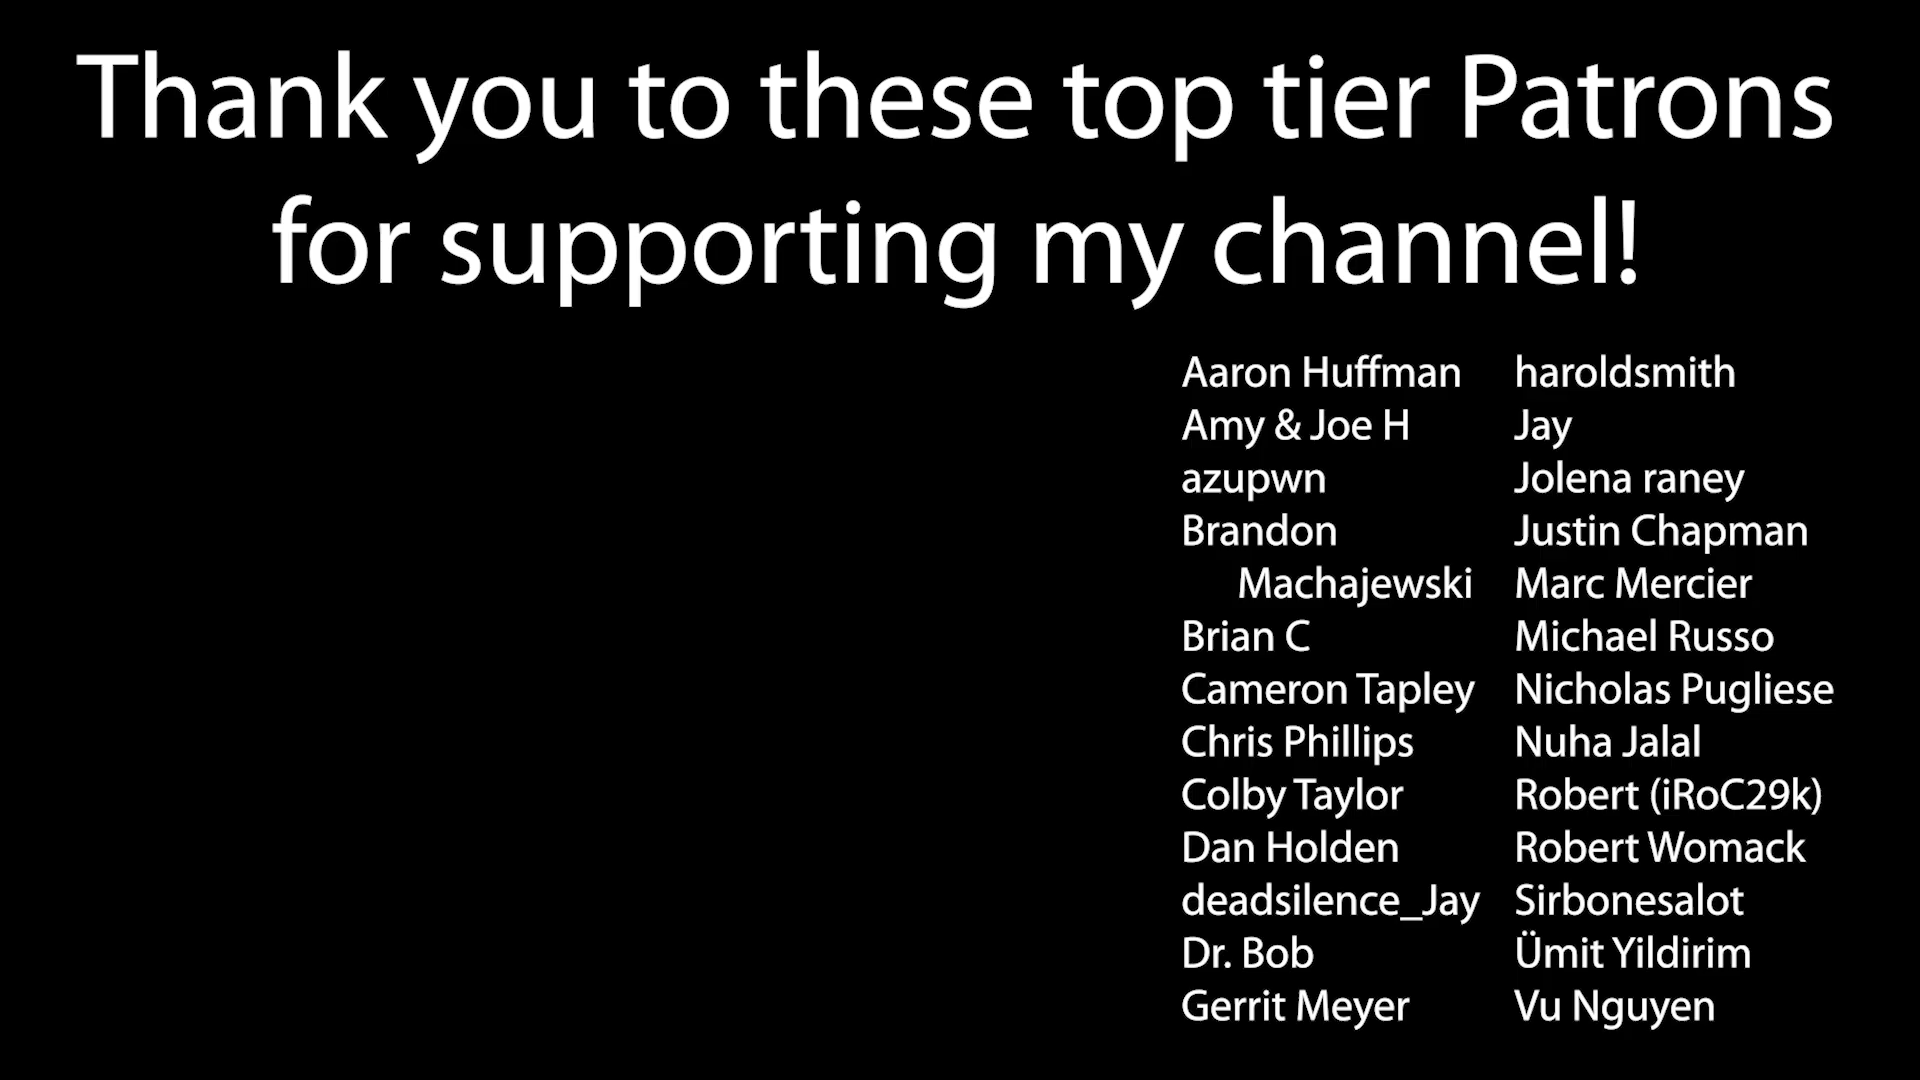 Thank you to these top tier Patrons
for supporting my channel!
Aaron Huffman
Amy & Joe H
azupwn
Brandon
Machajewski
Brian C
Cameron Tapley
Chris Phillips
Colby Taylor
Dan Holden
deadsilence_Jay
Dr. Bob
Gerrit Meyer
haroldsmith
Jay
Jolena raney
Justin Chapman
Marc Mercier
Michael Russo
Nicholas Pugliese
Nuha Jalal
Robert (iRoC29k)
Robert Womack
Sirbonesalot
Ümit Yildirim
Vu Nguyen